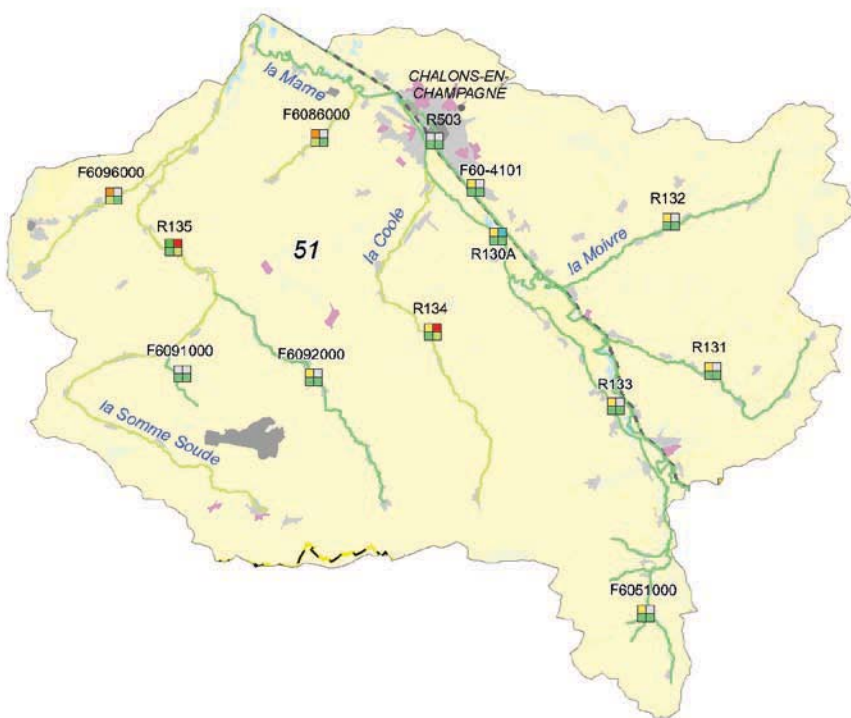 la Marne
CHALONS-EN-
CHAMPAGNE
F6086000
R503
F6096000
F60-4101
R132
R135
51
la Coole
R130A
la Moivre
R134
F6091000
F6092000
R131
R133
la Somme Soude
F6051000